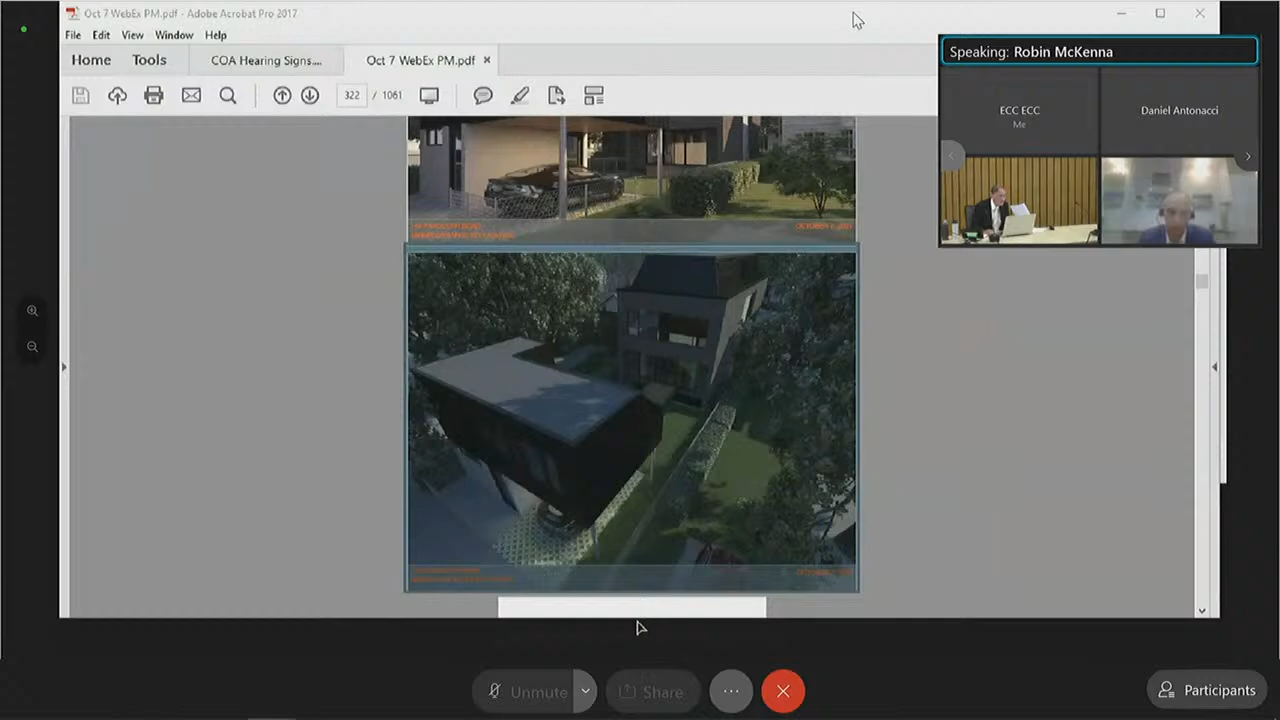 Oct 7 WebEx PM.pdf - Adobe Acrobat Pro 2017
File Edit View Window Help
Home Tools COA Hearing Signs.... Oct 7 WebEx PM.pdf ×
322 / 1061
Speaking: Robin McKenna
ECC ECC
Me
Daniel Antonacci
Unmute
Share
Participants